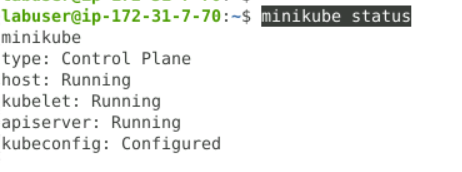 labuser@ip-172-31-7-70:~$ minikube status
minikube
type: Control Plane
host: Running
kubelet: Running
apiserver: Running
kubeconfig: Configured